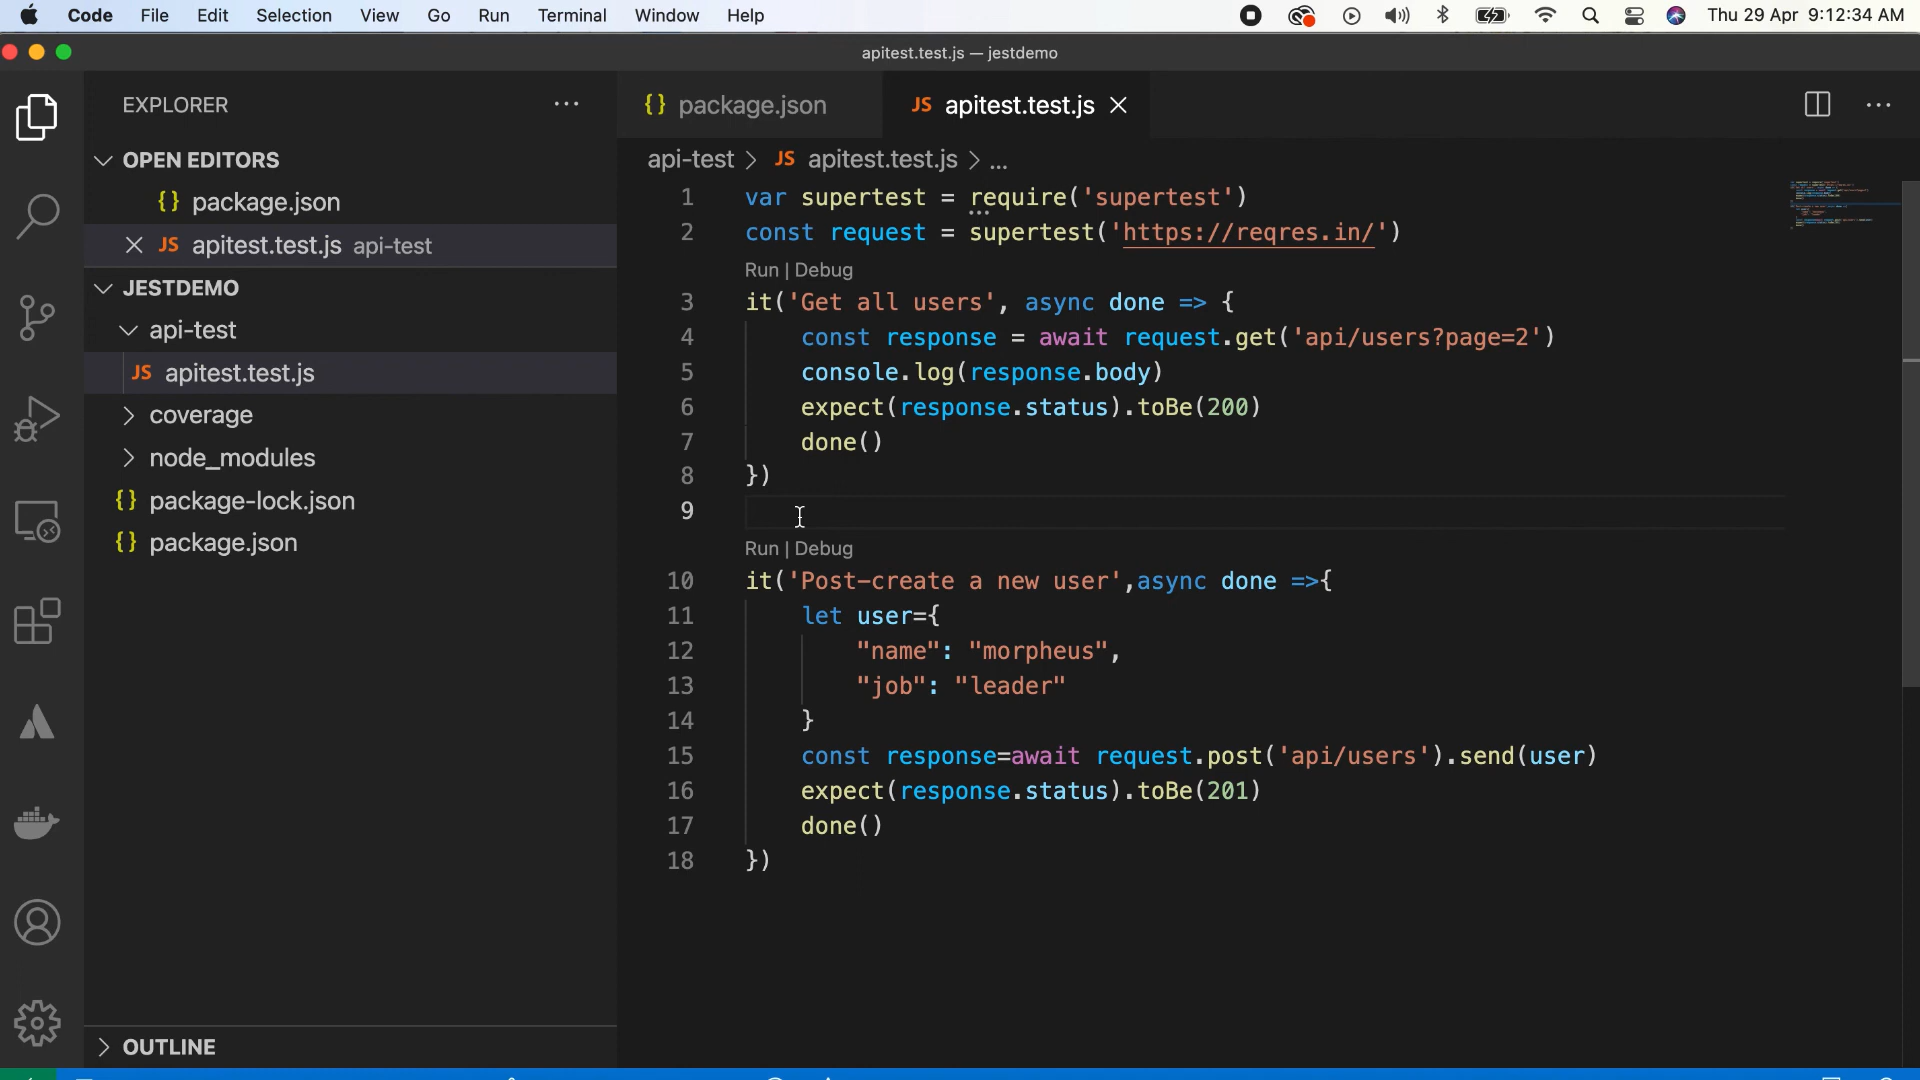 Code File Edit Selection View Go Run Terminal Window Help Thu 29 Apr 9:12:34 AM
apitest.test.js — jestdemo
EXPLORER ...
OPEN EDITORS
{} package.json
JS apitest.test.js api-test
JESTDEMO
api-test
JS apitest.test.js
coverage
node_modules
{} package-lock.json
{} package.json
OUTLINE
{} package.json JS apitest.test.js
api-test > JS apitest.test.js > ...
1 var supertest = require('supertest')
2 const request = supertest('https://reqres.in/')
Run | Debug
3 it('Get all users', async done => {
4 const response = await request.get('api/users?page=2')
5 console.log(response.body)
6 expect(response.status).toBe(200)
7 done()
8 })
9
Run | Debug
10 it('Post-create a new user',async done =>{
11 let user={
12 "name": "morpheus",
13 "job": "leader"
14 }
15 const response=await request.post('api/users').send(user)
16 expect(response.status).toBe(201)
17 done()
18 })